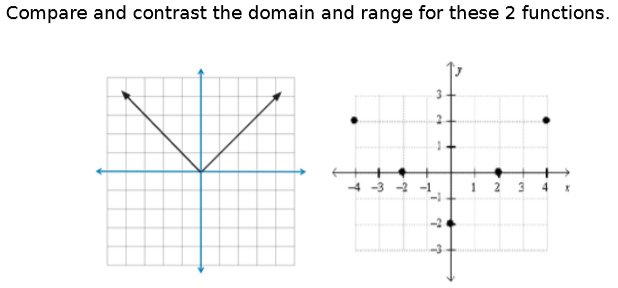 Compare and contrast the domain and range for these 2 functions.
y
3
2
1
-4 -3 -2 -1 1 2 3 4 x
-1
-2
-3